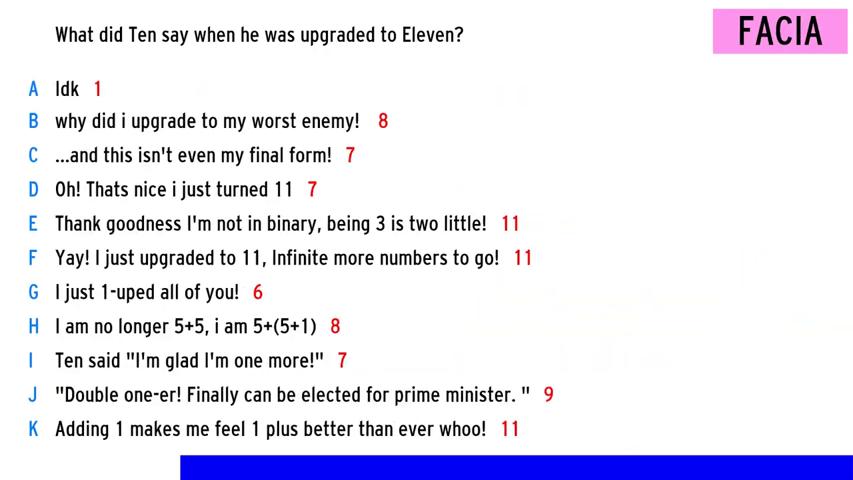 What did Ten say when he was upgraded to Eleven?
FACIA
A Idk 1
B why did i upgrade to my worst enemy! 8
C ...and this isn't even my final form! 7
D Oh! Thats nice i just turned 11 7
E Thank goodness I'm not in binary, being 3 is two little! 11
F Yay! I just upgraded to 11, Infinite more numbers to go! 11
G I just 1-uped all of you! 6
H I am no longer 5+5, i am 5+(5+1) 8
I Ten said "I'm glad I'm one more!" 7
J "Double one-er! Finally can be elected for prime minister. " 9
K Adding 1 makes me feel 1 plus better than ever whoo! 11